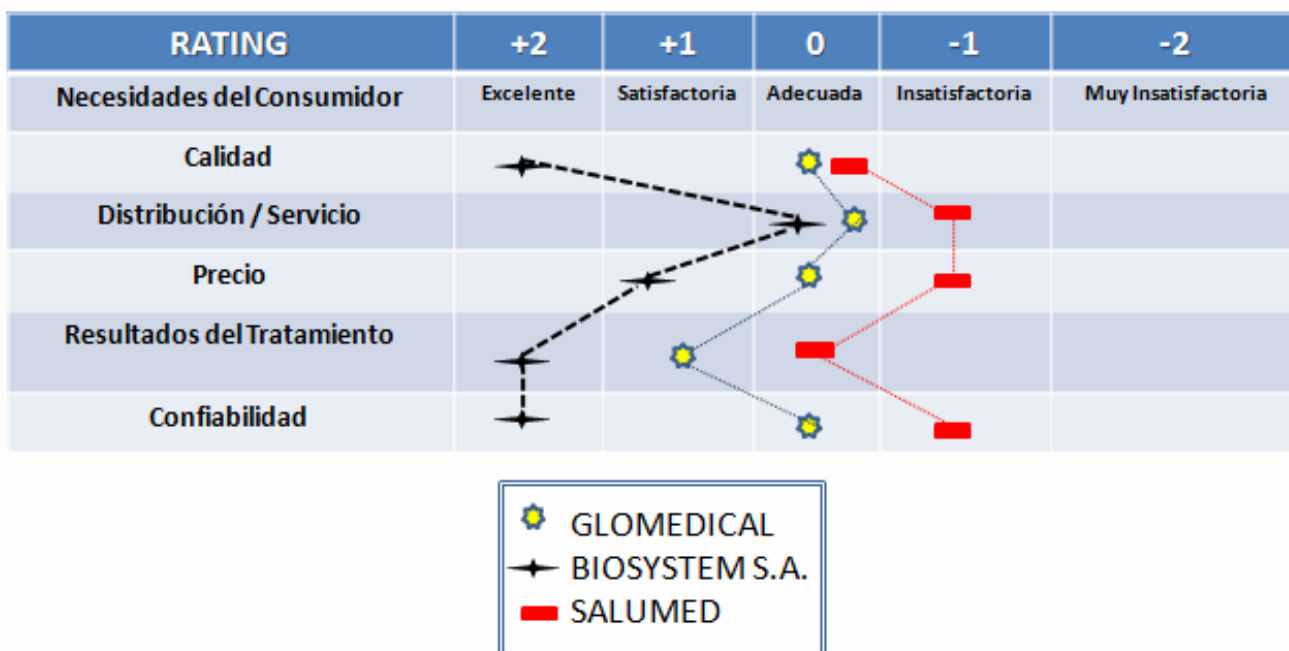 RATING +2 +1 0 -1 -2
Necesidades del Consumidor Excelente Satisfactoria Adecuada Insatisfactoria Muy Insatisfactoria
Calidad
Distribución / Servicio
Precio
Resultados del Tratamiento
Confiabilidad
GLOMEDICAL
BIOSYSTEM S.A.
SALUMED